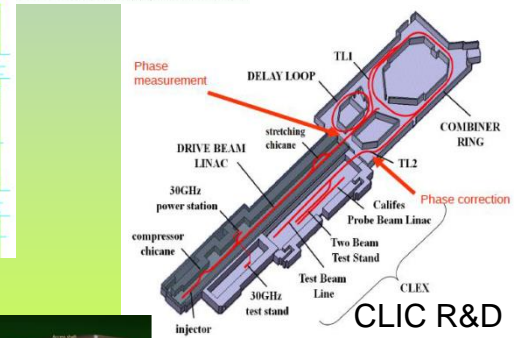 TL1
Phase
measurement
DELAY LOOP
stretching
chicane
COMBINER
RING
DRIVE BEAM
LINAC
TL2
Phase correction
30GHz
power station
Califes
Probe Beam Linac
compressor
chicane
Two Beam
Test Stand
Test Beam
Line
CLEX
30GHz
test stand
injector
CLIC R&D